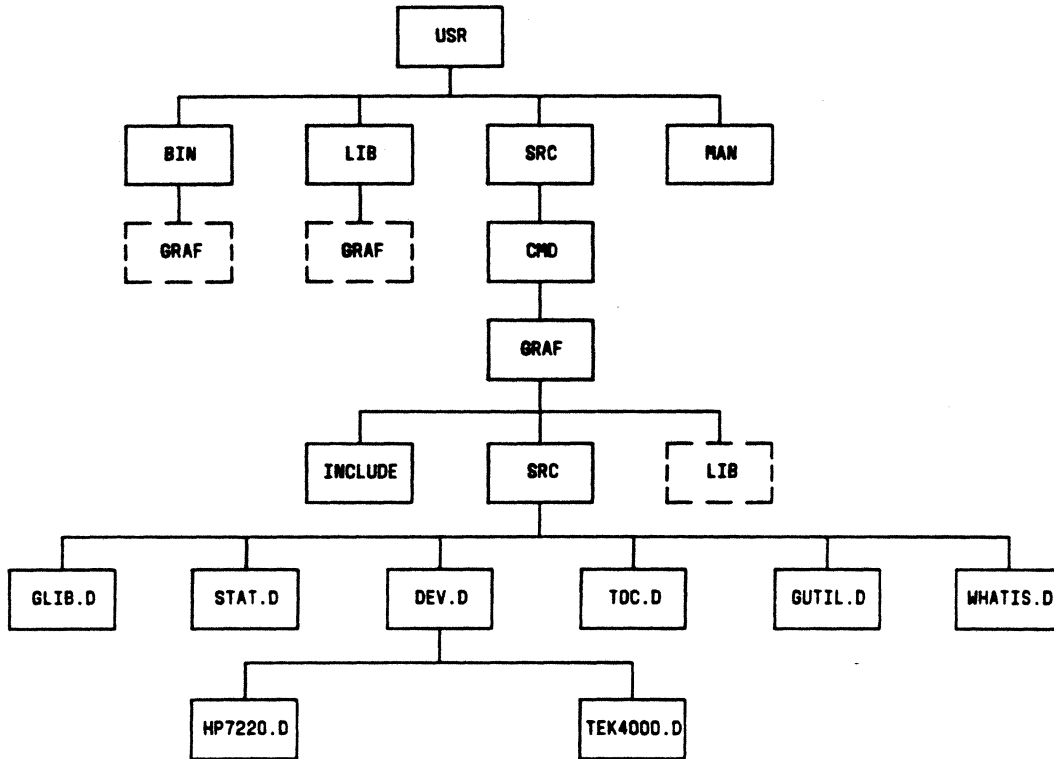 USR
BIN LIB SRC MAN
GRAF GRAF CMD
GRAF
INCLUDE SRC LIB
GLIB.D STAT.D DEV.D TOC.D GUTIL.D WHATIS.D
HP7220.D TEK4000.D